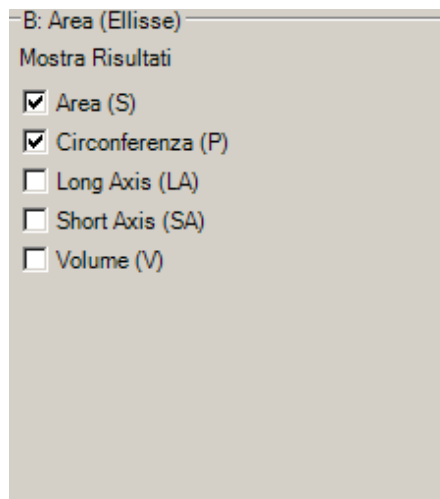 B: Area (Ellisse)
Mostra Risultati
Area (S)
Circonferenza (P)
Long Axis (LA)
Short Axis (SA)
Volume (V)